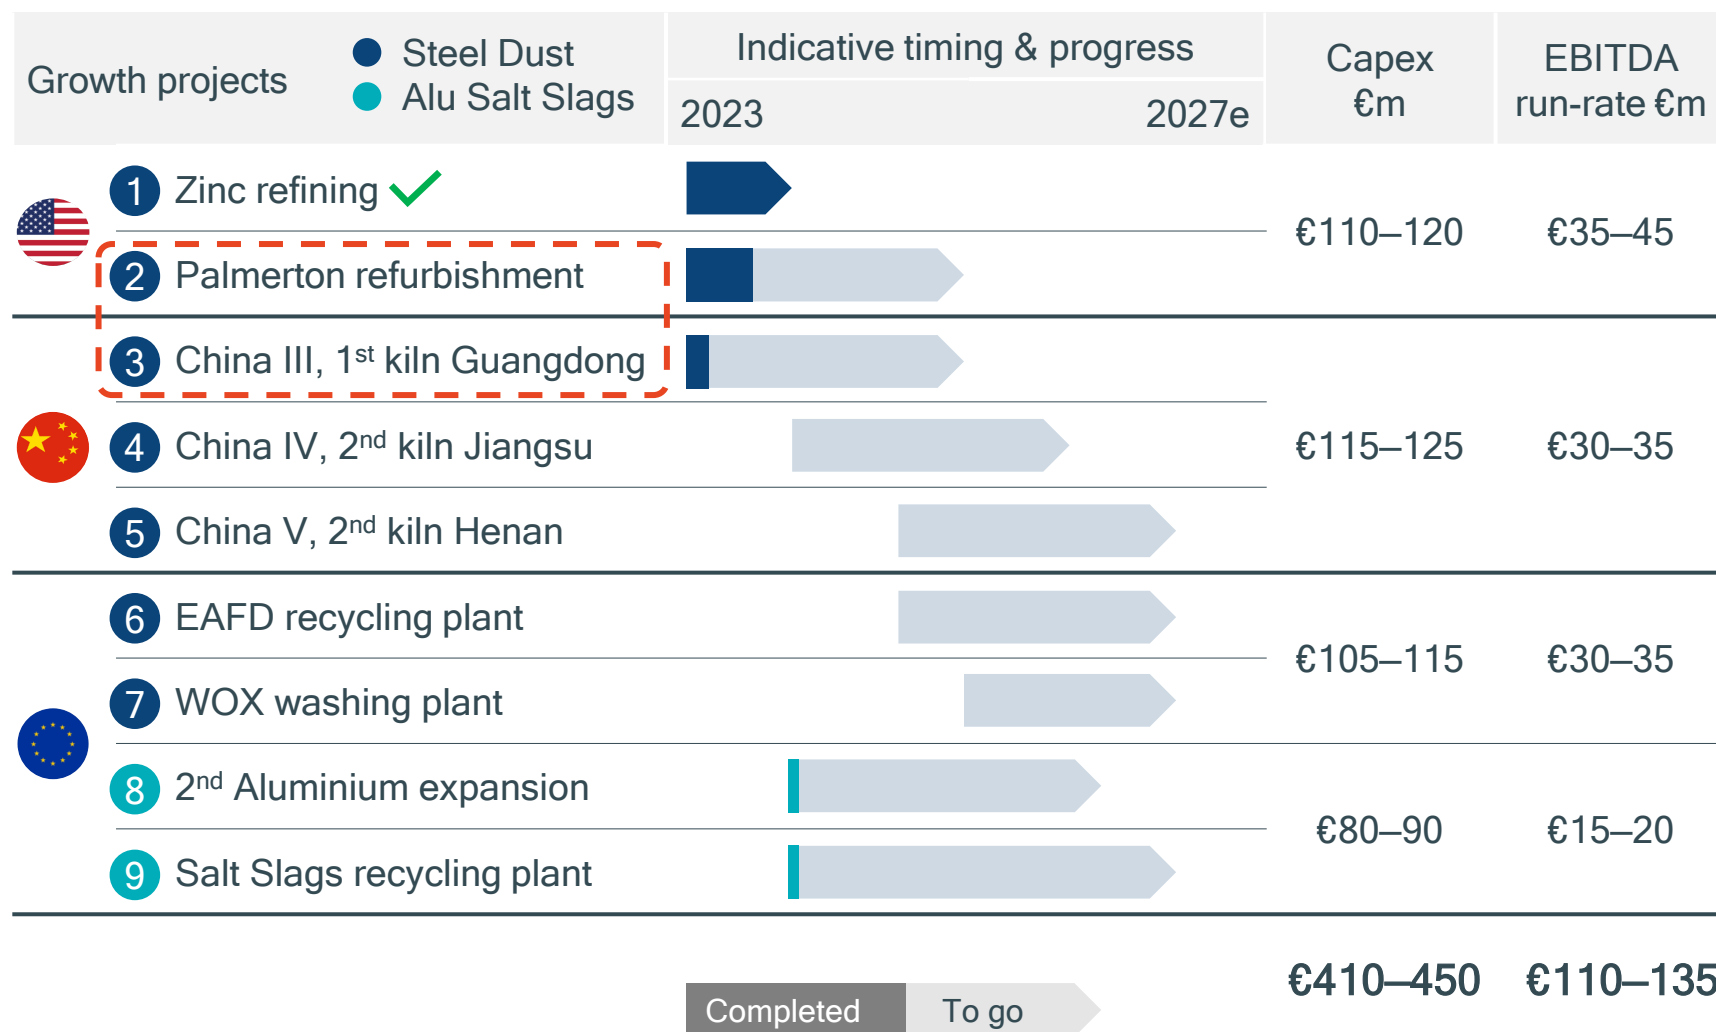 Growth projects
Steel Dust
Alu Salt Slags
Indicative timing & progress
2023 2027e
Capex
€m
EBITDA
run-rate €m
1 Zinc refining
2 Palmerton refurbishment
€110–120 €35–45
3 China III, 1st kiln Guangdong
4 China IV, 2nd kiln Jiangsu
€115–125 €30–35
5 China V, 2nd kiln Henan
6 EAFD recycling plant
€105–115 €30–35
7 WOX washing plant
8 2nd Aluminium expansion
€80–90 €15–20
9 Salt Slags recycling plant
€410–450 €110–135
Completed To go